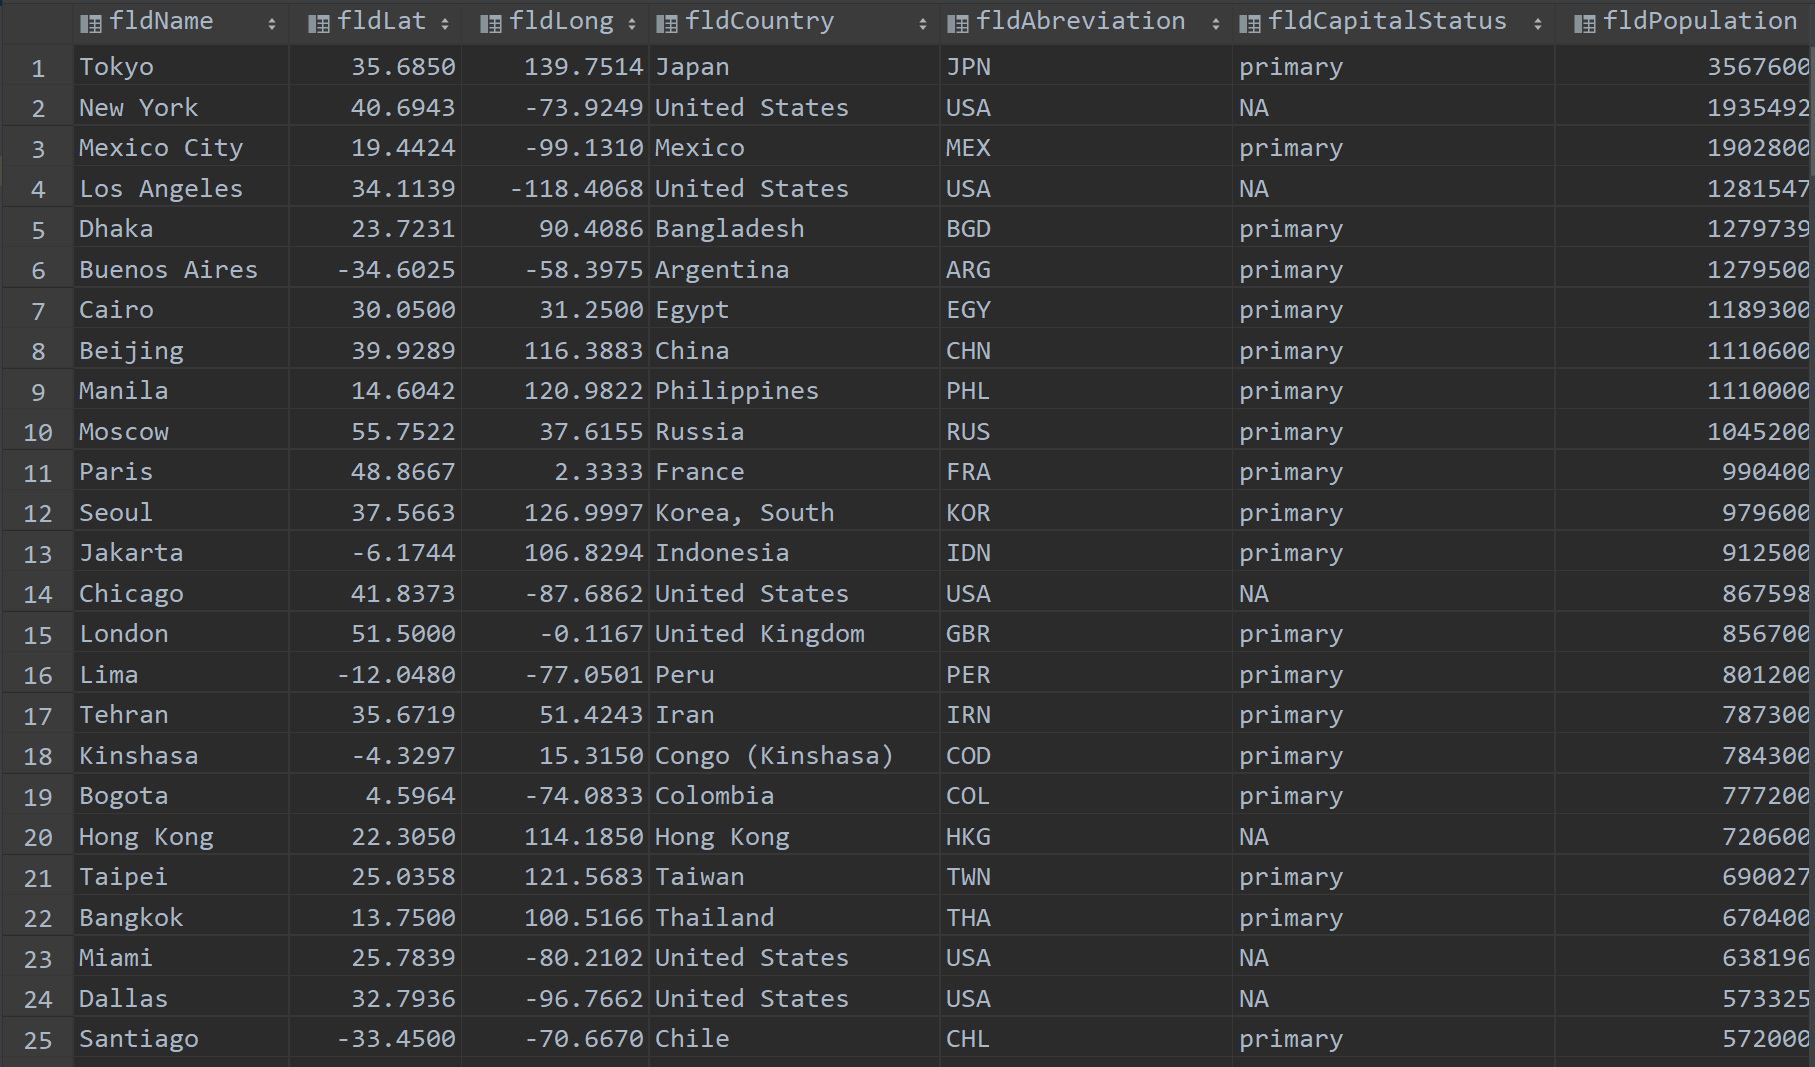 fldName fldLat fldLong fldCountry fldAbreviation fldCapitalStatus fldPopulation
1 Tokyo 35.6850 139.7514 Japan JPN primary 3567600
2 New York 40.6943 -73.9249 United States USA NA 1935492
3 Mexico City 19.4424 -99.1310 Mexico MEX primary 1902800
4 Los Angeles 34.1139 -118.4068 United States USA NA 1281547
5 Dhaka 23.7231 90.4086 Bangladesh BGD primary 1279739
6 Buenos Aires -34.6025 -58.3975 Argentina ARG primary 1279500
7 Cairo 30.0500 31.2500 Egypt EGY primary 1189300
8 Beijing 39.9289 116.3883 China CHN primary 1110600
9 Manila 14.6042 120.9822 Philippines PHL primary 1110000
10 Moscow 55.7522 37.6155 Russia RUS primary 1045200
11 Paris 48.8667 2.3333 France FRA primary 990400
12 Seoul 37.5663 126.9997 Korea, South KOR primary 979600
13 Jakarta -6.1744 106.8294 Indonesia IDN primary 912500
14 Chicago 41.8373 -87.6862 United States USA NA 867598
15 London 51.5000 -0.1167 United Kingdom GBR primary 856700
16 Lima -12.0480 -77.0501 Peru PER primary 801200
17 Tehran 35.6719 51.4243 Iran IRN primary 787300
18 Kinshasa -4.3297 15.3150 Congo (Kinshasa) COD primary 784300
19 Bogota 4.5964 -74.0833 Colombia COL primary 777200
20 Hong Kong 22.3050 114.1850 Hong Kong HKG NA 720600
21 Taipei 25.0358 121.5683 Taiwan TWN primary 690027
22 Bangkok 13.7500 100.5166 Thailand THA primary 670400
23 Miami 25.7839 -80.2102 United States USA NA 638196
24 Dallas 32.7936 -96.7662 United States USA NA 573325
25 Santiago -33.4500 -70.6670 Chile CHL primary 572000